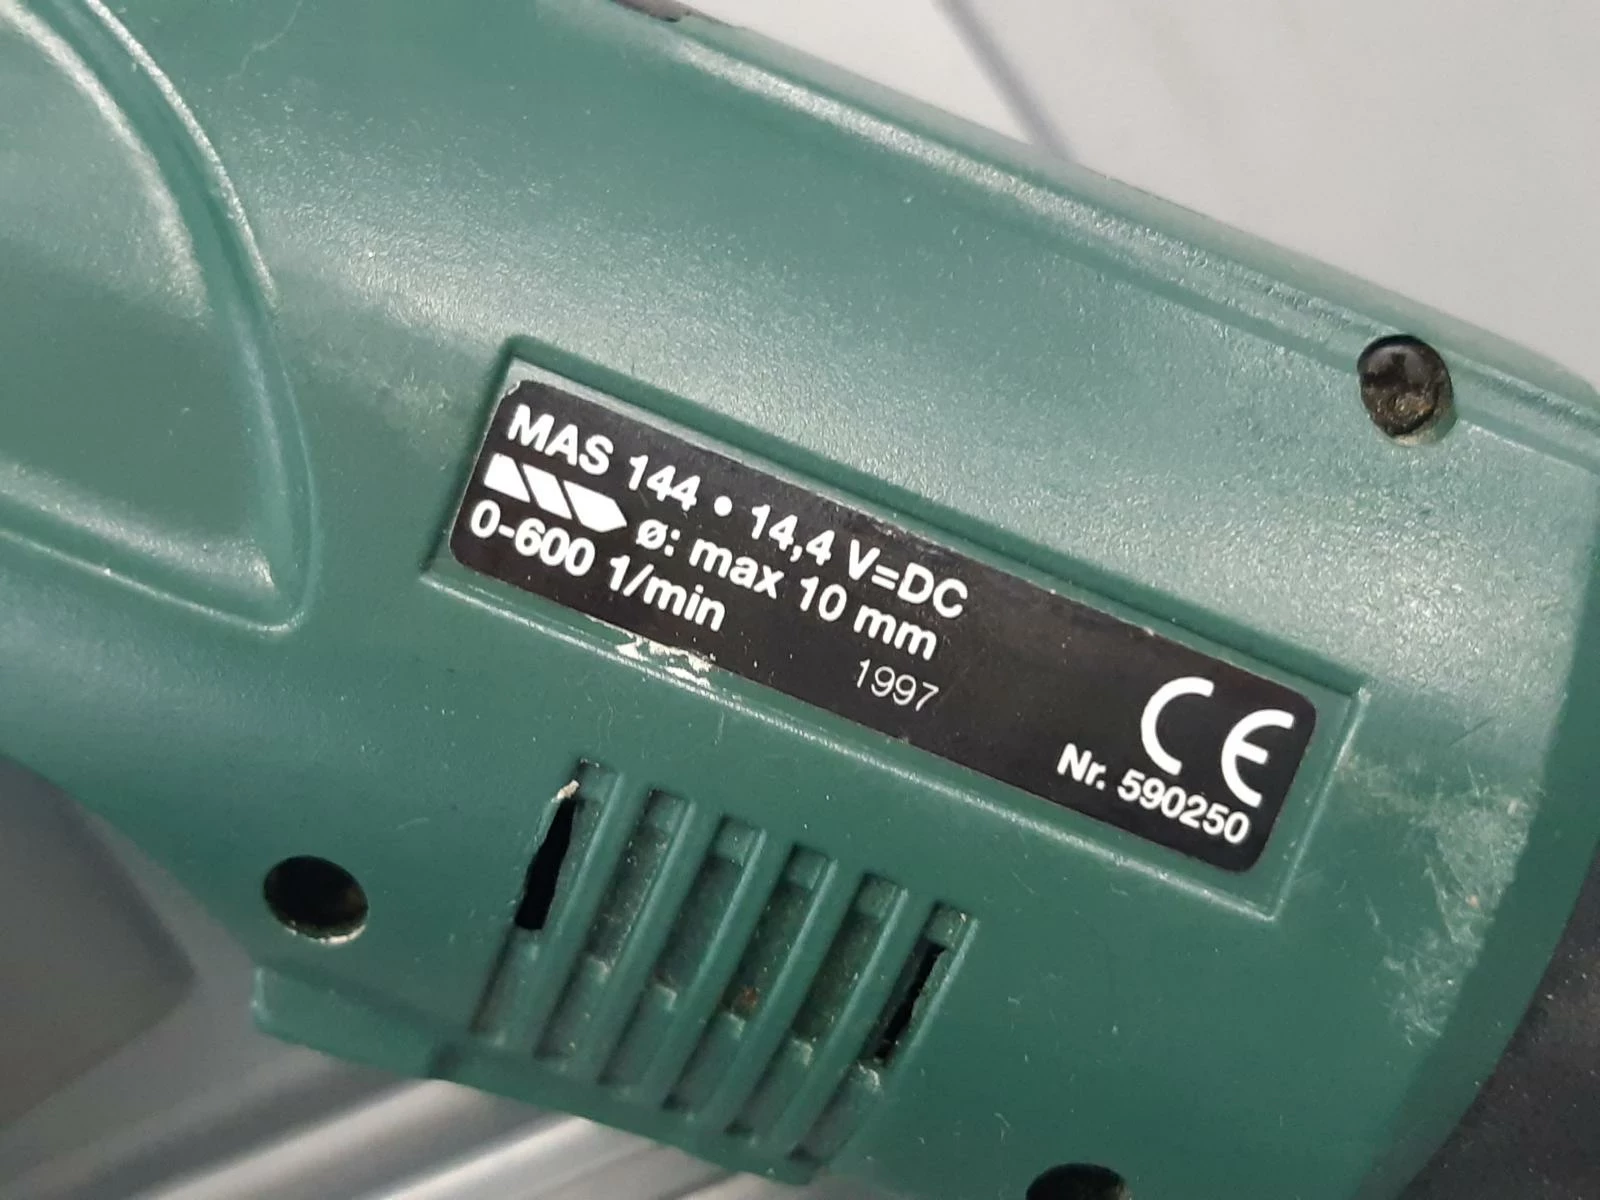 MAS 144 • 14,4 V=DC
ø: max 10 mm
0-600 1/min
1997
CE
Nr. 590250